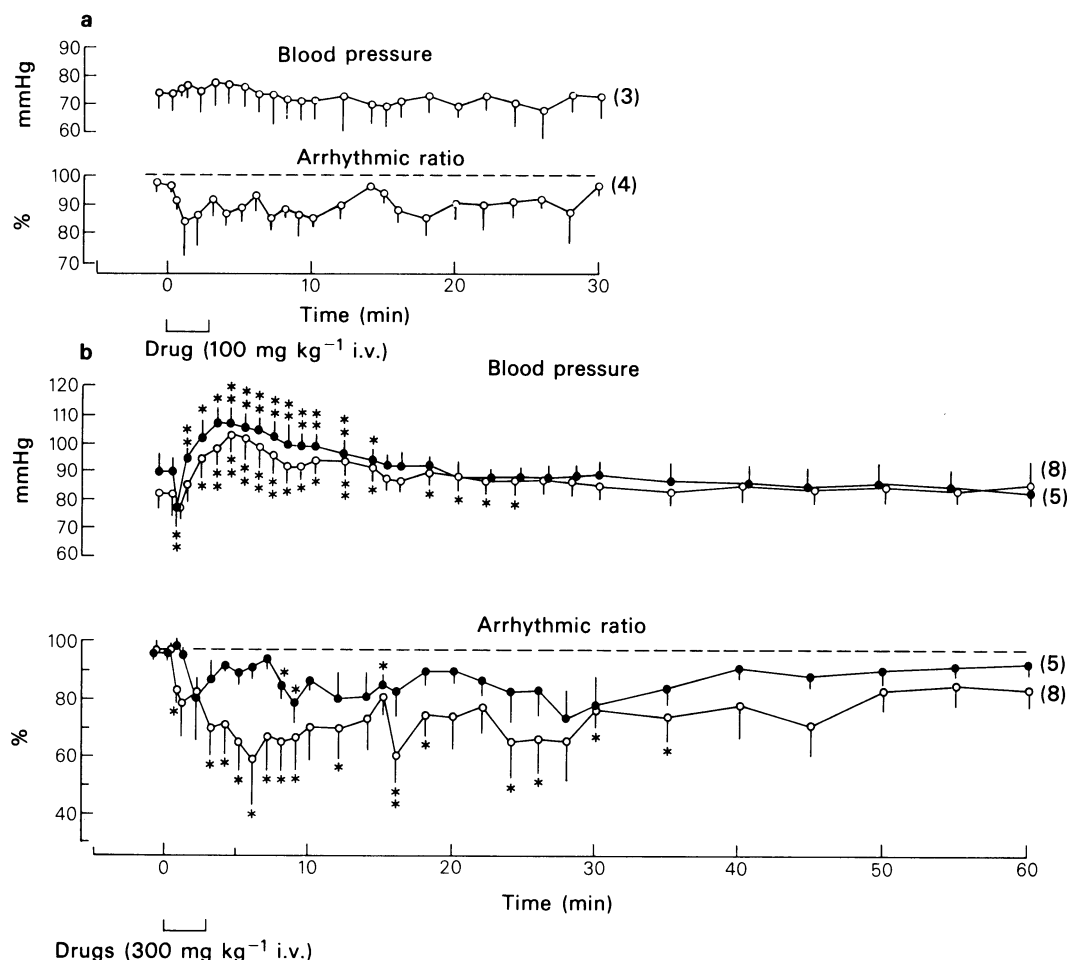 a
Blood pressure
mmHg
90
80
70
60
(3)
Arrhythmic ratio
%
100
90
80
70
(4)
0 10 20 30
Time (min)
Drug (100 mg kg⁻¹ i.v.)
b
Blood pressure
mmHg
120
110
100
90
80
70
60
(8)
(5)
Arrhythmic ratio
%
100
80
60
40
(5)
(8)
0 10 20 30 40 50 60
Time (min)
Drugs (300 mg kg⁻¹ i.v.)